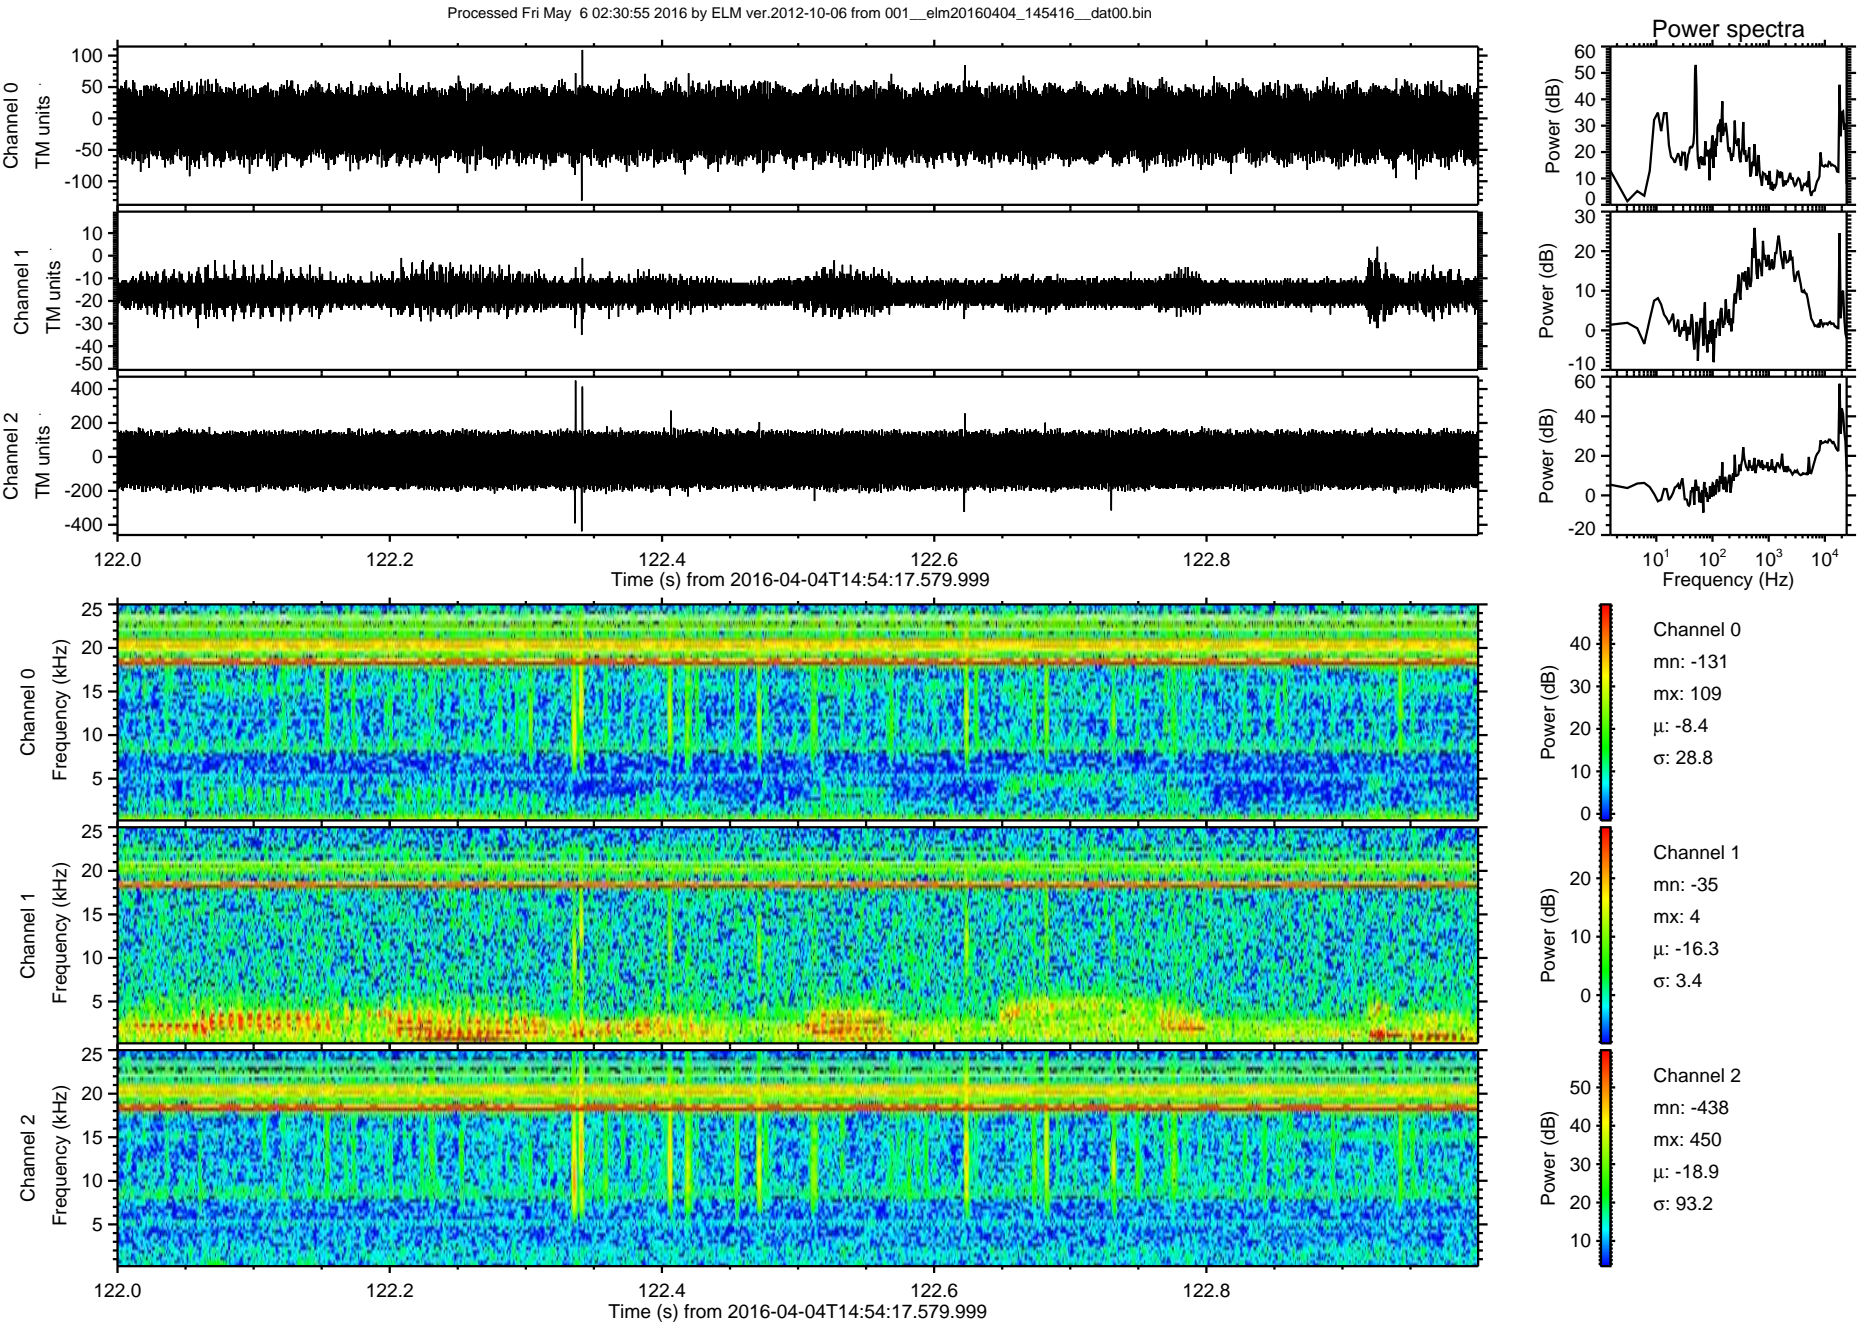 Processed Fri May  6 02:30:55 2016 by ELM ver.2012-10-06 from 001__elm20160404_145416__dat00.bin
Power spectra
Channel 0
TM units
100
50
0
-50
-100
Power (dB)
60
50
40
30
20
10
0
Channel 1
TM units
10
0
-10
-20
-30
-40
-50
Power (dB)
30
20
10
0
-10
Channel 2
TM units
400
200
0
-200
-400
Power (dB)
60
40
20
0
-20
122.0 122.2 122.4 122.6 122.8
Time (s) from 2016-04-04T14:54:17.579.999
10¹ 10² 10³ 10⁴
Frequency (Hz)
Channel 0
Frequency (kHz)
25
20
15
10
5
Power (dB)
40
30
20
10
0
Channel 0
mn: -131
mx: 109
μ: -8.4
σ: 28.8
Channel 1
Frequency (kHz)
25
20
15
10
5
Power (dB)
20
10
0
Channel 1
mn: -35
mx: 4
μ: -16.3
σ: 3.4
Channel 2
Frequency (kHz)
25
20
15
10
5
Power (dB)
50
40
30
20
10
Channel 2
mn: -438
mx: 450
μ: -18.9
σ: 93.2
122.0 122.2 122.4 122.6 122.8
Time (s) from 2016-04-04T14:54:17.579.999